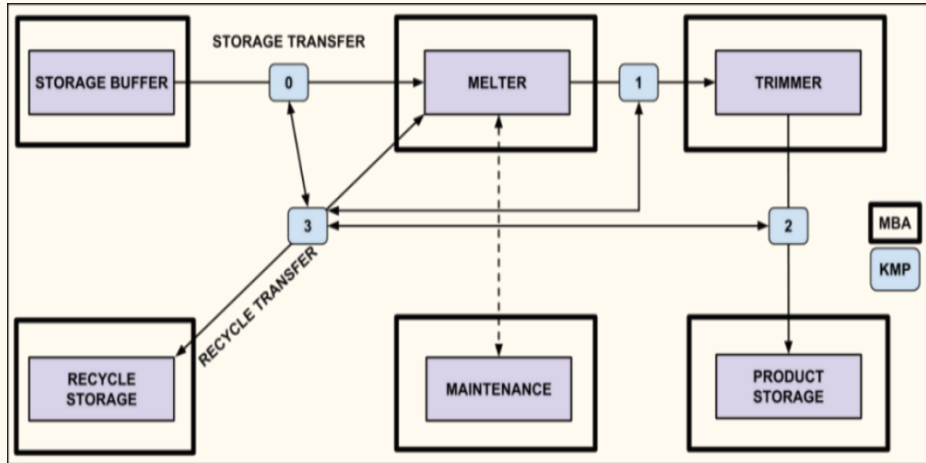 STORAGE TRANSFER
STORAGE BUFFER
0
MELTER
1
TRIMMER
3
2
MBA
KMP
RECYCLE TRANSFER
RECYCLE
STORAGE
MAINTENANCE
PRODUCT
STORAGE